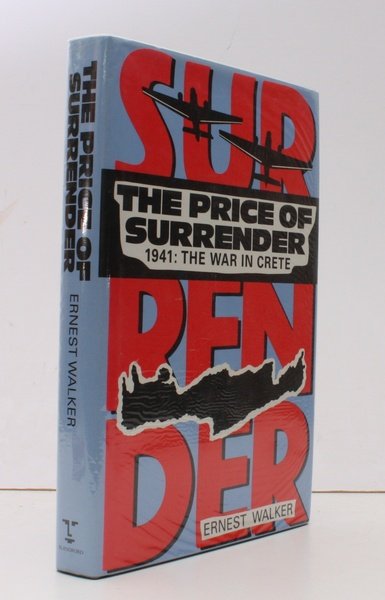 THE PRICE OF
SURRENDER
ERNEST WALKER
BLANDFORD
SUR
THE PRICE OF
SURRENDER
1941: THE WAR IN CRETE
REN
DER
ERNEST WALKER